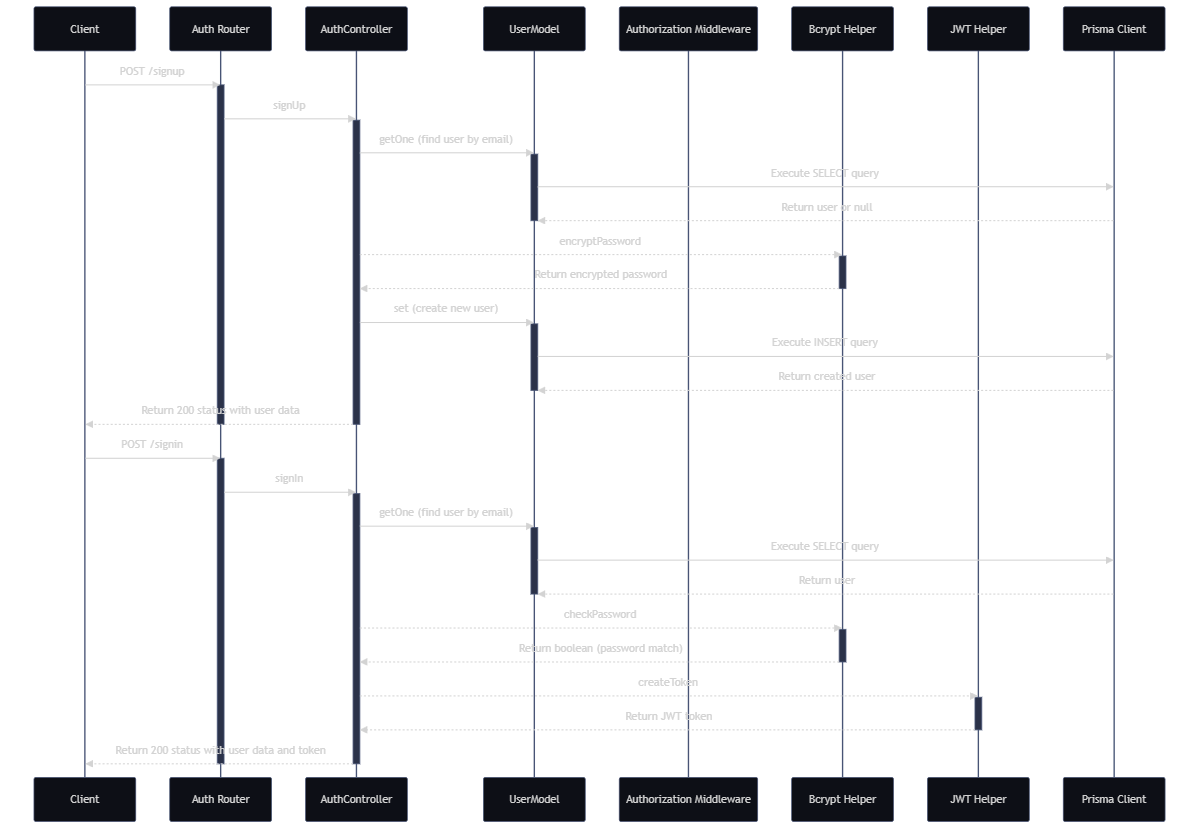 Client
Auth Router
AuthController
UserModel
Authorization Middleware
Bcrypt Helper
JWT Helper
Prisma Client
POST /signup
signUp
getOne (find user by email)
Execute SELECT query
Return user or null
encryptPassword
Return encrypted password
set (create new user)
Execute INSERT query
Return created user
Return 200 status with user data
POST /signin
signIn
getOne (find user by email)
Execute SELECT query
Return user
checkPassword
Return boolean (password match)
createToken
Return JWT token
Return 200 status with user data and token
Client
Auth Router
AuthController
UserModel
Authorization Middleware
Bcrypt Helper
JWT Helper
Prisma Client